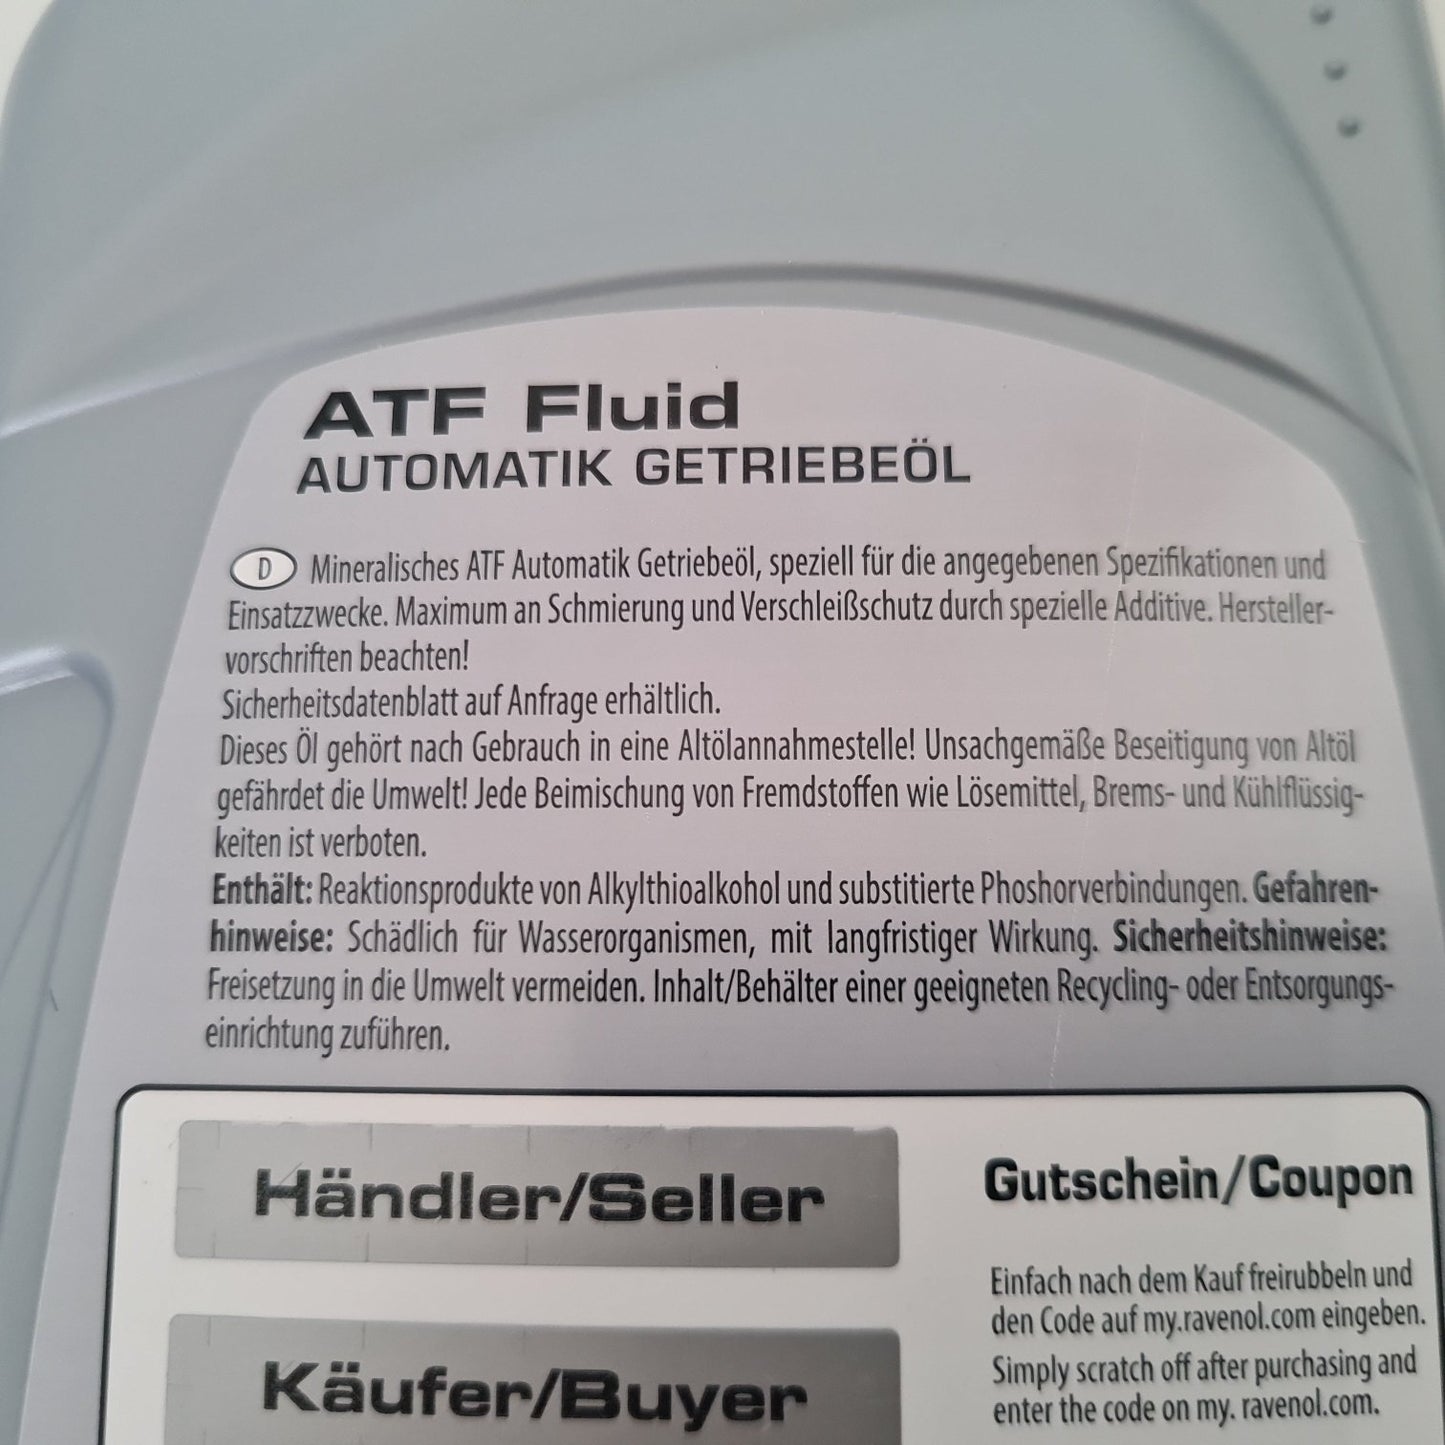 ATF Fluid
AUTOMATIK GETRIEBEÖL
D Mineralisches ATF Automatik Getriebeöl, speziell für die angegebenen Spezifikationen und
Einsatzzwecke. Maximum an Schmierung und Verschleißschutz durch spezielle Additive. Hersteller-
vorschriften beachten!
Sicherheitsdatenblatt auf Anfrage erhältlich.
Dieses Öl gehört nach Gebrauch in eine Altölannahmestelle! Unsachgemäße Beseitigung von Altöl
gefährdet die Umwelt! Jede Beimischung von Fremdstoffen wie Lösemittel, Brems- und Kühlflüssig-
keiten ist verboten.
Enthält: Reaktionsprodukte von Alkylthioalkohol und substitierte Phoshorverbindungen. Gefahren-
hinweise: Schädlich für Wasserorganismen, mit langfristiger Wirkung. Sicherheitshinweise:
Freisetzung in die Umwelt vermeiden. Inhalt/Behälter einer geeigneten Recycling- oder Entsorgungs-
einrichtung zuführen.
Händler/Seller
Käufer/Buyer
Gutschein/Coupon
Einfach nach dem Kauf freirubbeln und
den Code auf my.ravenol.com eingeben.
Simply scratch off after purchasing and
enter the code on my. ravenol.com.